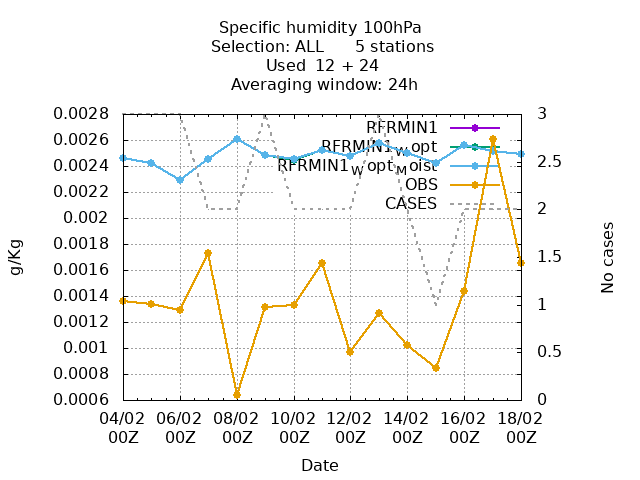 Specific humidity 100hPa
Selection: ALL 5 stations
Used 12 + 24
Averaging window: 24h
0.0028
0.0026
0.0024
0.0022
0.002
0.0018
0.0016
0.0014
0.0012
0.001
0.0008
0.0006
g/Kg
RFRMIN1
RFRMIN1_Wopt
RFRMIN1_Wopt_Moist
OBS
CASES
3
2.5
2
1.5
1
0.5
0
No cases
04/02 06/02 08/02 10/02 12/02 14/02 16/02 18/02
00Z 00Z 00Z 00Z 00Z 00Z 00Z 00Z
Date